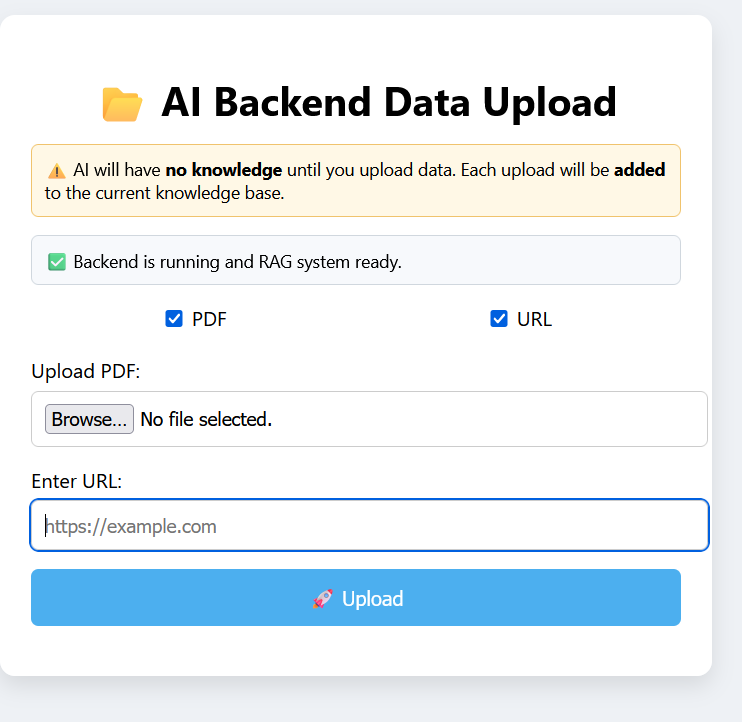 AI Backend Data Upload
AI will have no knowledge until you upload data. Each upload will be added
to the current knowledge base.
Backend is running and RAG system ready.
PDF URL
Upload PDF:
Browse... No file selected.
Enter URL:
https://example.com
Upload